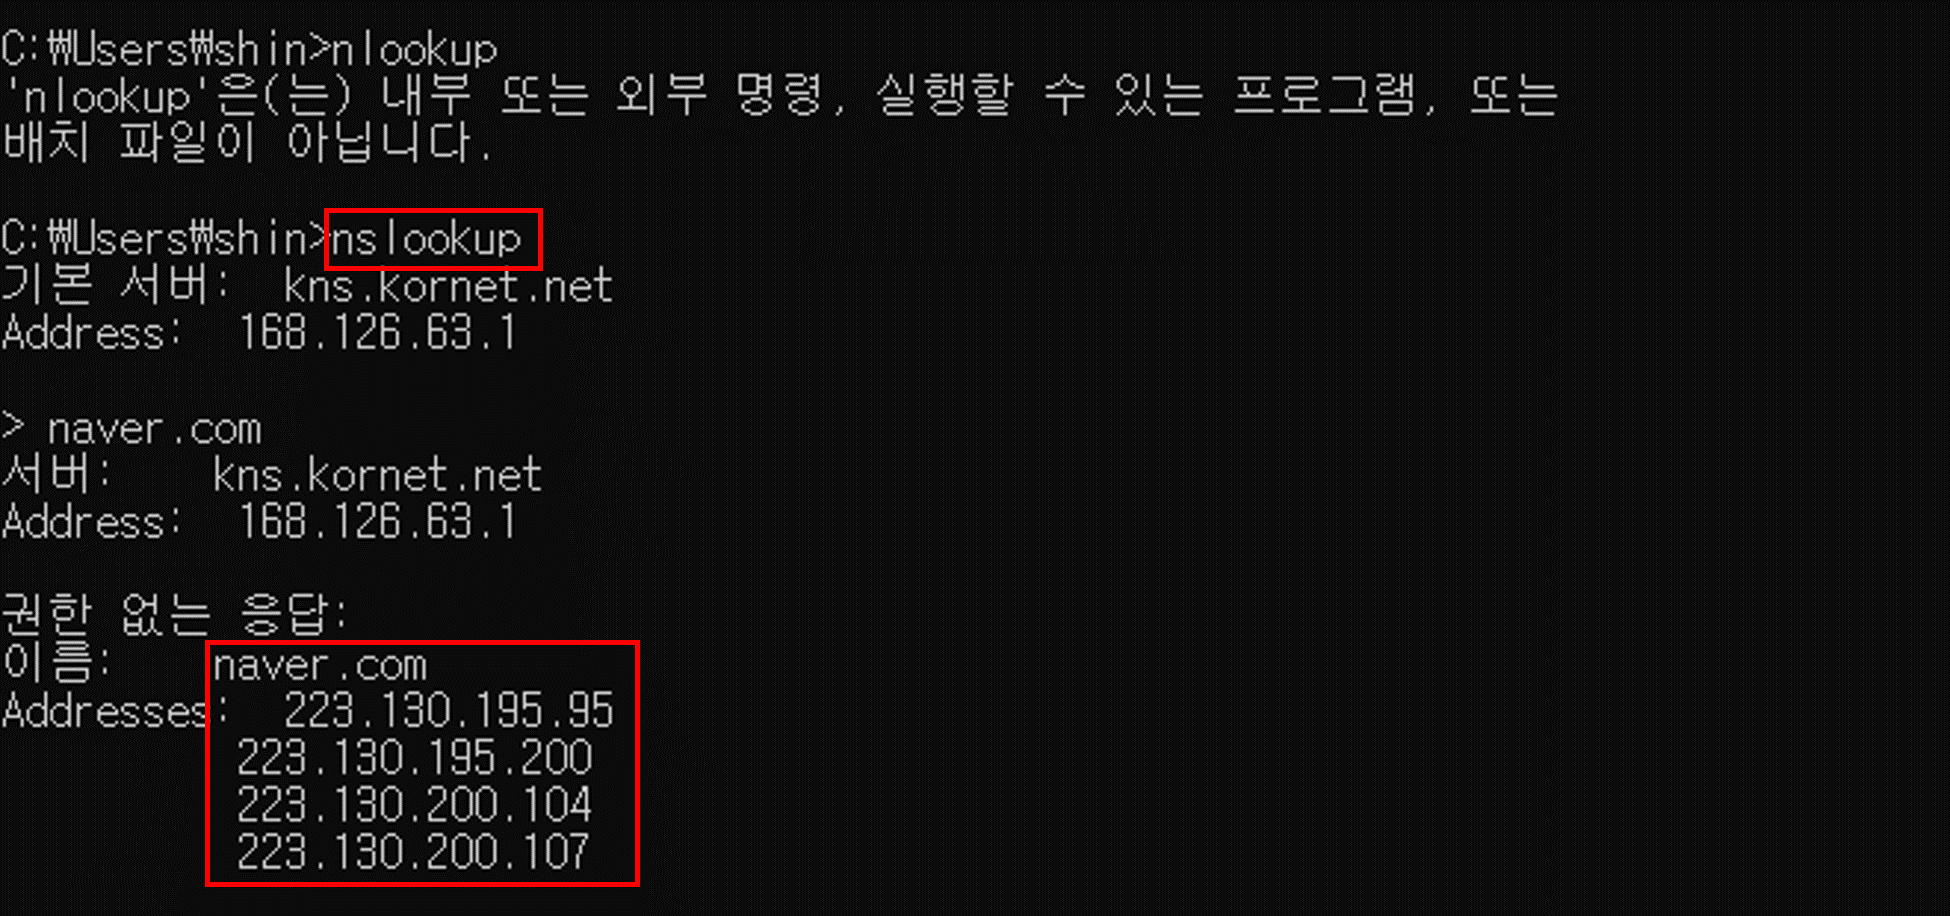 C:₩Users₩shin>nlookup
'nlookup'은(는) 내부 또는 외부 명령, 실행할 수 있는 프로그램, 또는
배치 파일이 아닙니다.
C:₩Users₩shin>nslookup
기본 서버:  kns.kornet.net
Address:  168.126.63.1
> naver.com
서버:    kns.kornet.net
Address:  168.126.63.1
권한 없는 응답:
이름:    naver.com
Addresses:  223.130.195.95
223.130.195.200
223.130.200.104
223.130.200.107